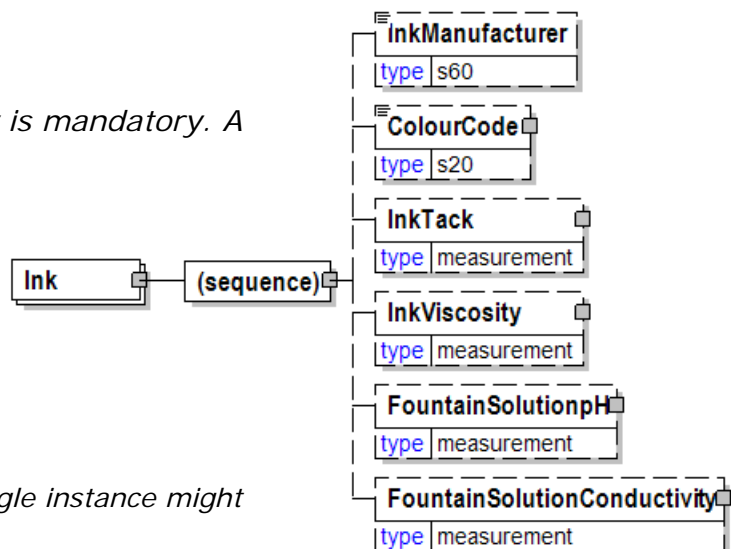 InkManufacturer
type s60
is mandatory. A
ColourCode
type s20
InkTack
type measurement
Ink
(sequence)
InkViscosity
type measurement
FountainSolutionpH
type measurement
gle instance might
FountainSolutionConductivity
type measurement